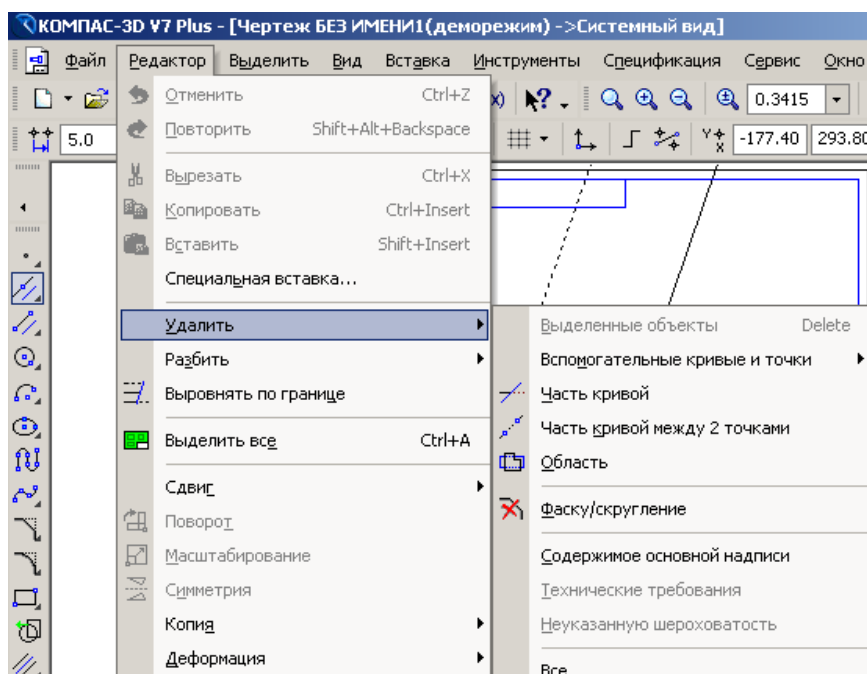 КОМПАС-3D V7 Plus - [Чертеж БЕЗ ИМЕНИ1(деморежим) ->Системный вид]
Файл Редактор Выделить Вид Вставка Инструменты Спецификация Сервис Окно
0.3415
5.0
-177.40 293.80
Отменить Ctrl+Z
Повторить Shift+Alt+Backspace
Вырезать Ctrl+X
Копировать Ctrl+Insert
Вставить Shift+Insert
Специальная вставка...
Удалить
Разбить
Выровнять по границе
Выделить все Ctrl+A
Сдвиг
Поворот
Масштабирование
Симметрия
Копия
Деформация
Выделенные объекты Delete
Вспомогательные кривые и точки
Часть кривой
Часть кривой между 2 точками
Область
Фаску/скругление
Содержимое основной надписи
Технические требования
Неуказанную шероховатость
Все